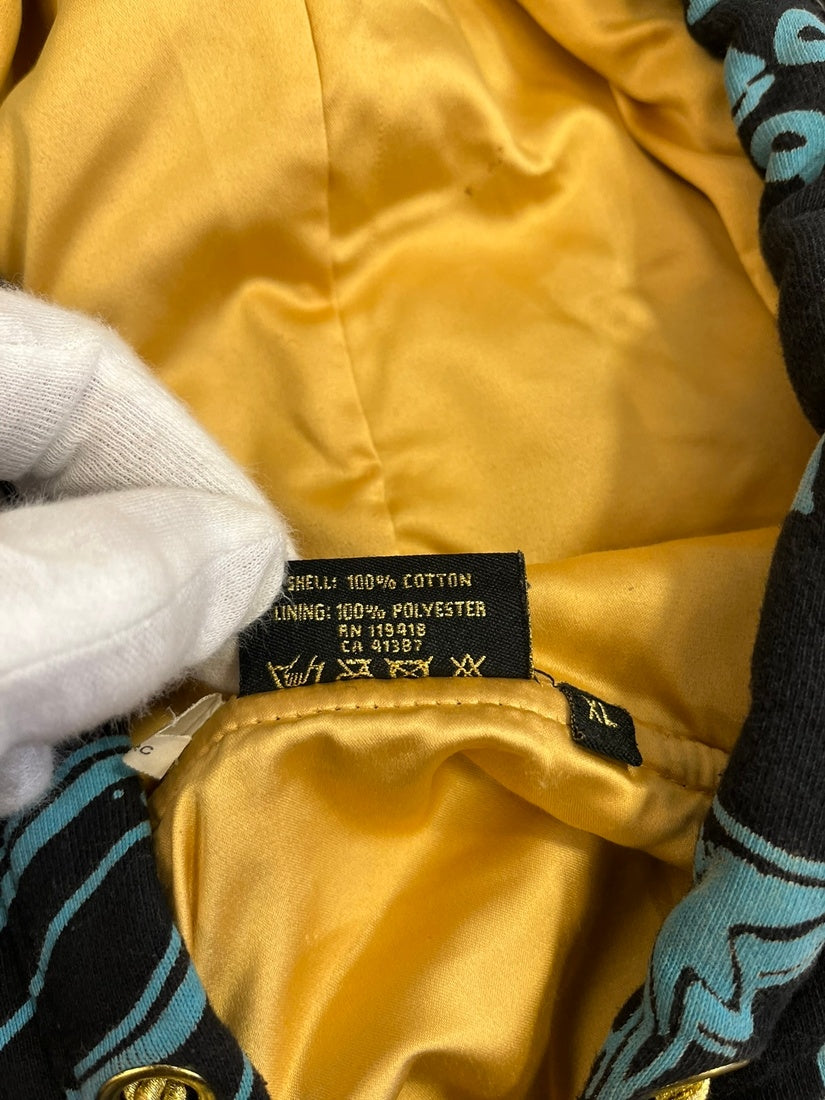 SHELL: 100% COTTON
LINING: 100% POLYESTER
RN 119418
CA 41387
XL
C